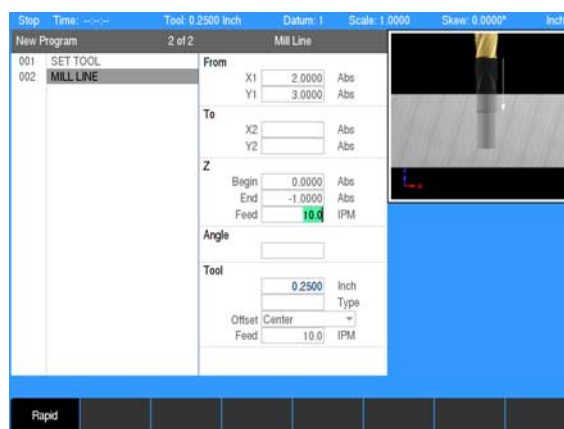 Stop Time: --:--:-- Tool: 0.2500 Inch Datum: 1 Scale: 1.0000 Skew: 0.0000° Inch
New Program 2 of 2 Mill Line
001 SET TOOL
002 MILL LINE
From
X1 2.0000 Abs
Y1 3.0000 Abs
To
X2 Abs
Y2 Abs
Z
Begin 0.0000 Abs
End -1.0000 Abs
Feed 10.0 IPM
Angle
Tool
0.2500 Inch
Type
Offset Center
Feed 10.0 IPM
Rapid